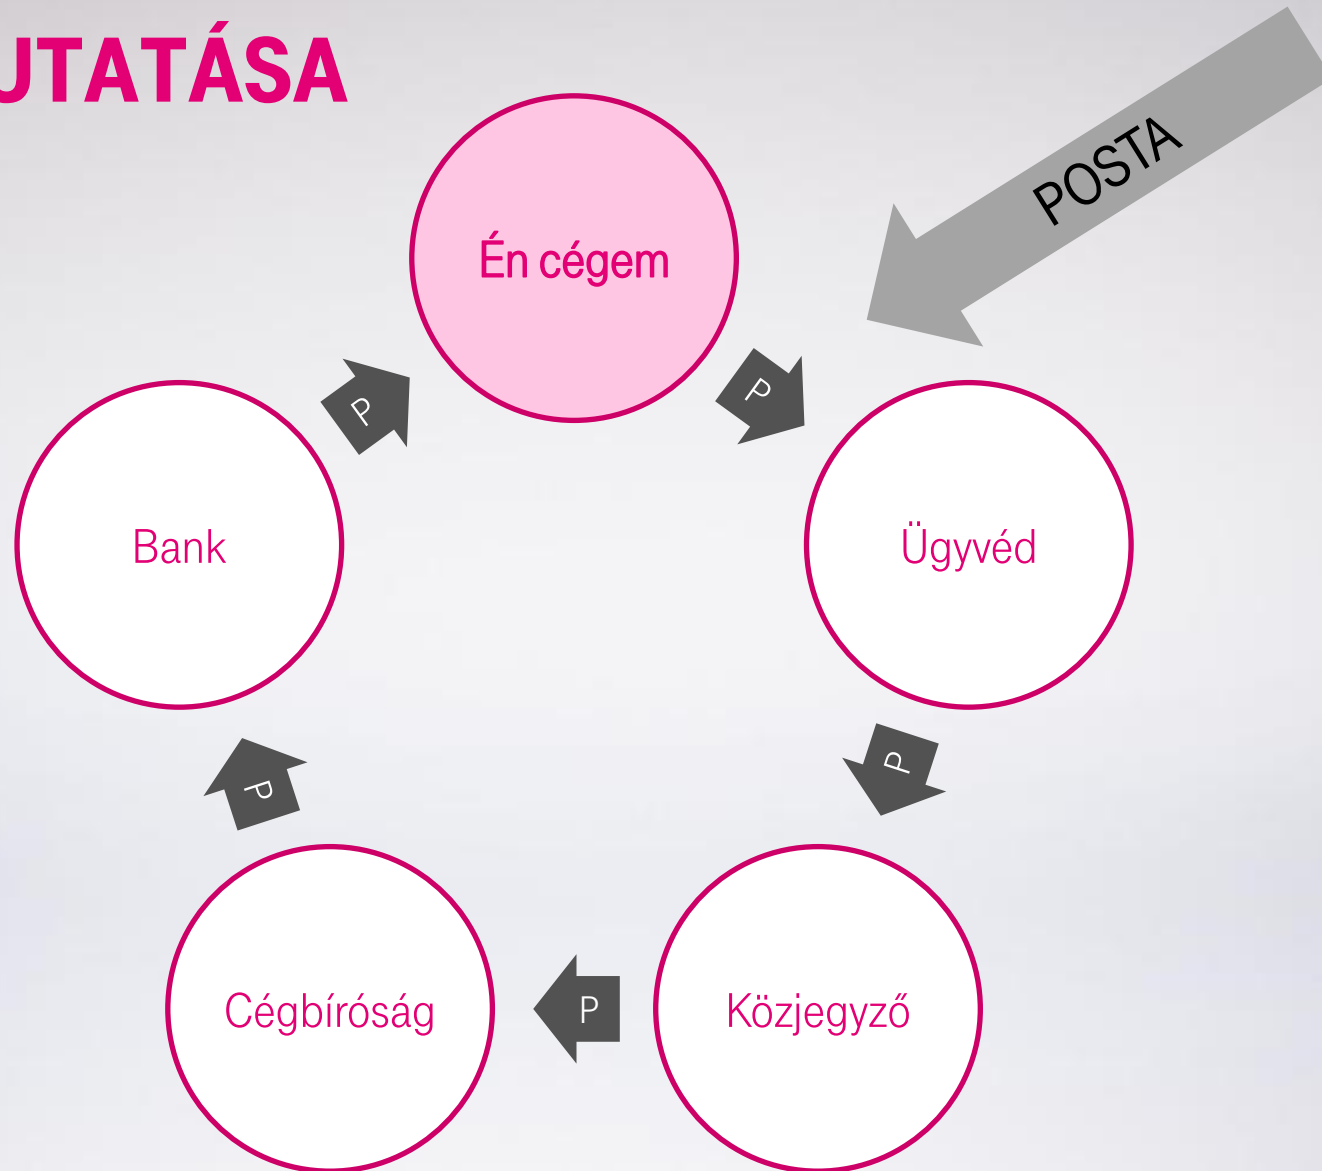 UTATÁSA
POSTA
Én cégem
P
P
Bank
Ügyvéd
P
P
Cégbíróság
P
Közjegyző